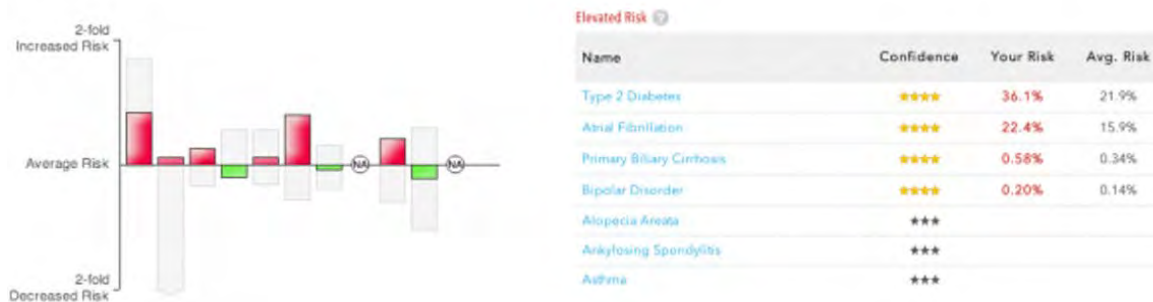 2-fold
Increased Risk
Average Risk
NA
NA
2-fold
Decreased Risk
Elevated Risk ?
Name Confidence Your Risk Avg. Risk
Type 2 Diabetes ★★★★ 36.1% 21.9%
Atrial Fibrillation ★★★★ 22.4% 15.9%
Primary Biliary Cirrhosis ★★★★ 0.58% 0.34%
Bipolar Disorder ★★★★ 0.20% 0.14%
Alopecia Areata ★★★
Ankylosing Spondylitis ★★★
Asthma ★★★